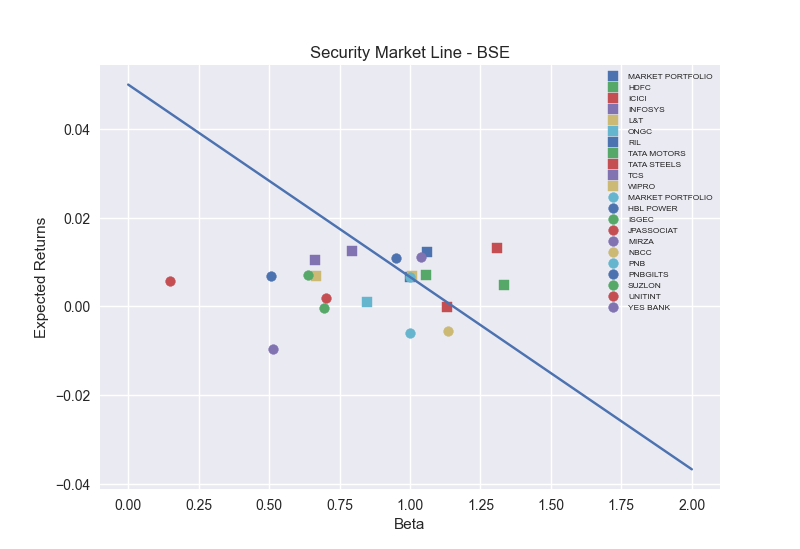 Security Market Line - BSE
MARKET PORTFOLIO
HDFC
ICICI
INFOSYS
L&T
ONGC
RIL
TATA MOTORS
TATA STEELS
TCS
WIPRO
MARKET PORTFOLIO
HBL POWER
ISGEC
JPASSOCIAT
MIRZA
NBCC
PNB
PNBGILTS
SUZLON
UNITINT
YES BANK
Expected Returns
0.04
0.02
0.00
−0.02
−0.04
0.00 0.25 0.50 0.75 1.00 1.25 1.50 1.75 2.00
Beta